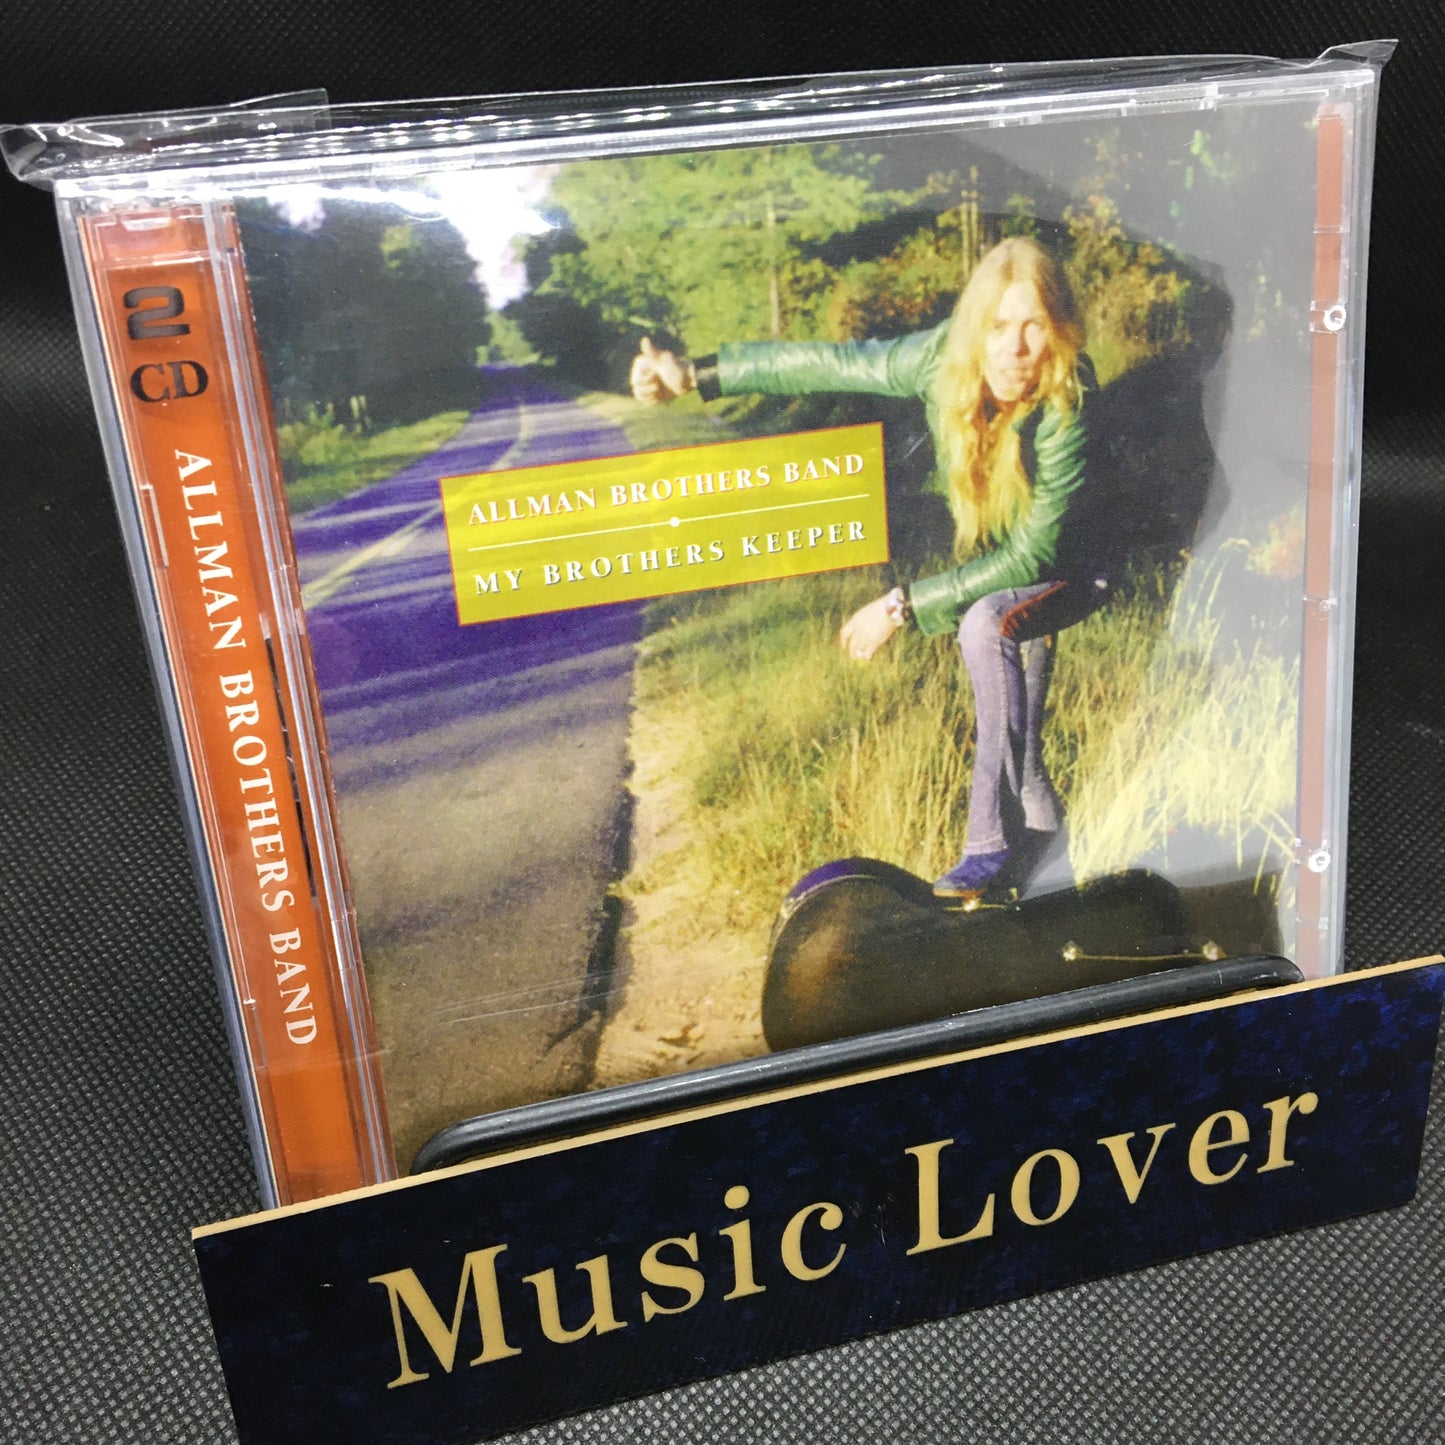 2
CD
ALLMAN BROTHERS BAND
ALLMAN BROTHERS BAND
MY BROTHERS KEEPER
Music Lover